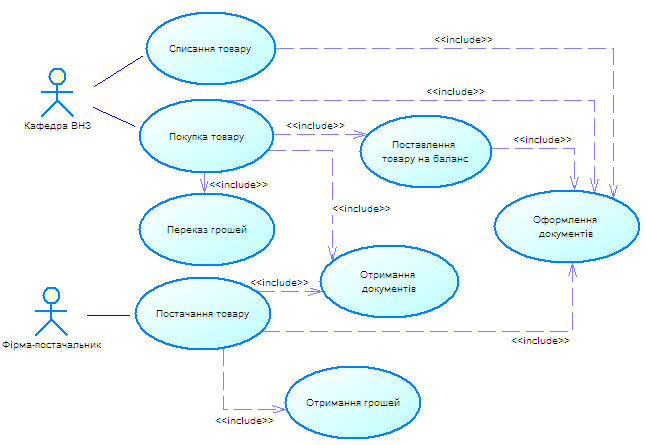 <<include>>
Списання товару
<<include>>
Кафедра ВНЗ
Покупка товару
<<include>>
Поставлення
товару на баланс
<<include>>
<<include>>
<<include>>
Переказ грошей
Оформлення
документів
Отримання
документів
<<include>>
Постачання товару
Фірма-постачальник
<<include>>
Отримання грошей
<<include>>